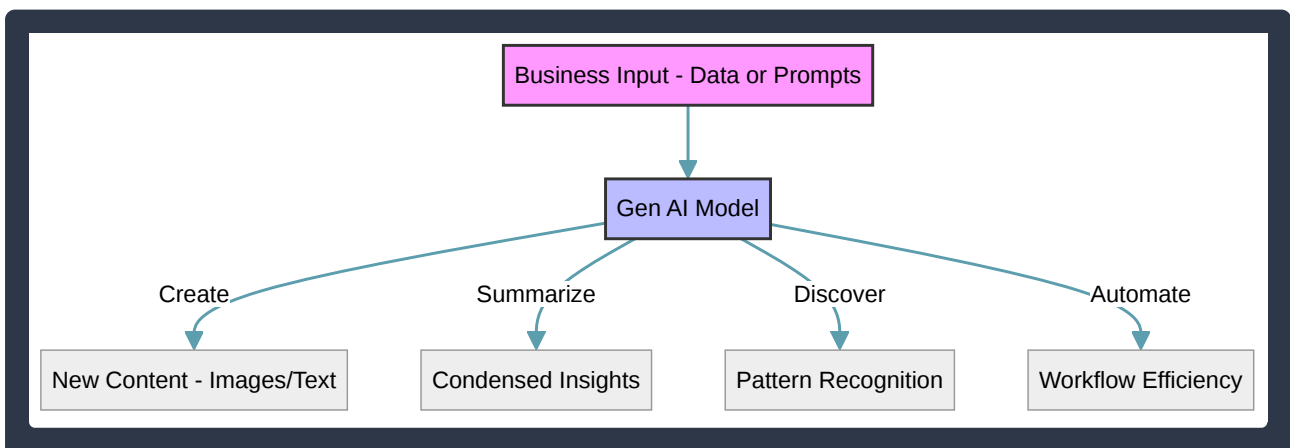 Business Input - Data or Prompts
Gen AI Model
Create
Summarize
Discover
Automate
New Content - Images/Text
Condensed Insights
Pattern Recognition
Workflow Efficiency